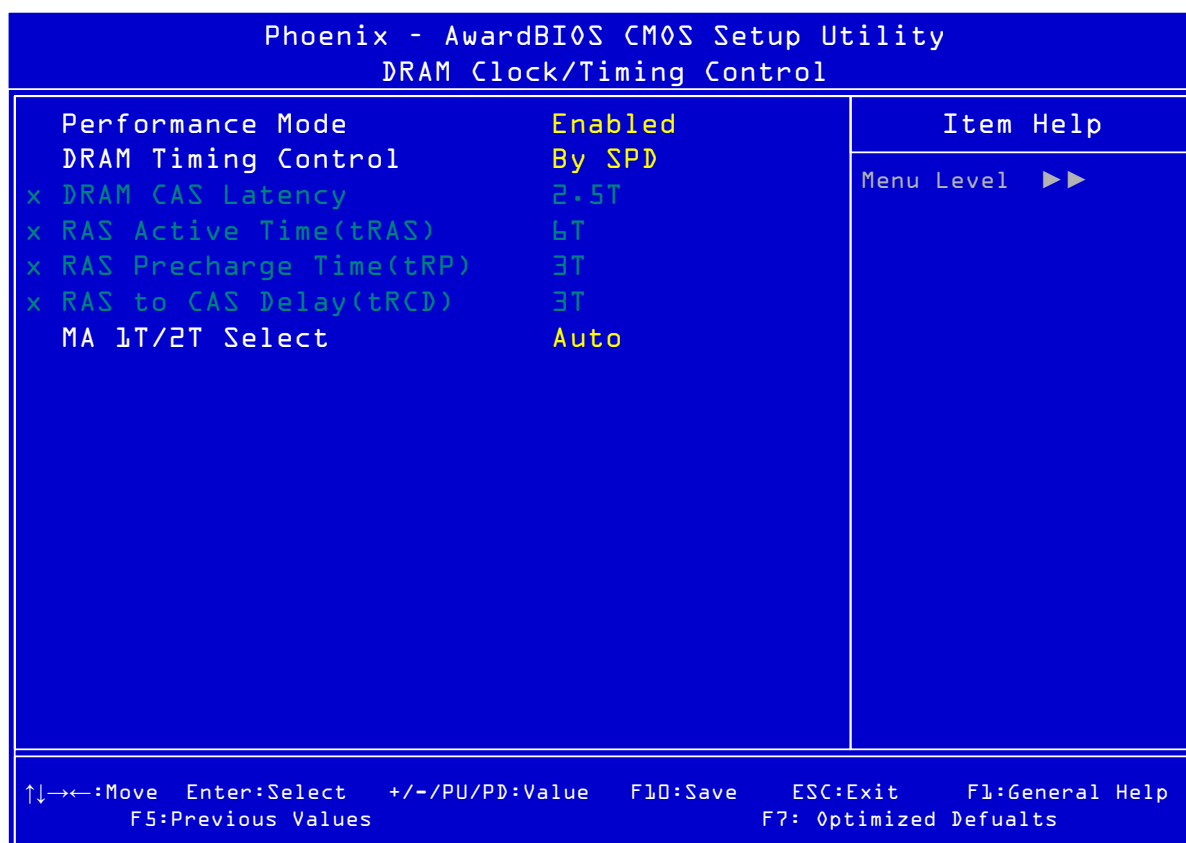 Phoenix - AwardBIOS CMOS Setup Utility
DRAM Clock/Timing Control
Performance Mode Enabled
DRAM Timing Control By SPD
x DRAM CAS Latency 2.5T
x RAS Active Time(tRAS) 6T
x RAS Precharge Time(tRP) 3T
x RAS to CAS Delay(tRCD) 3T
MA 1T/2T Select Auto
Item Help
Menu Level ►►
↑↓→←:Move Enter:Select +/-/PU/PD:Value F10:Save ESC:Exit F1:General Help
F5:Previous Values F7: Optimized Defualts